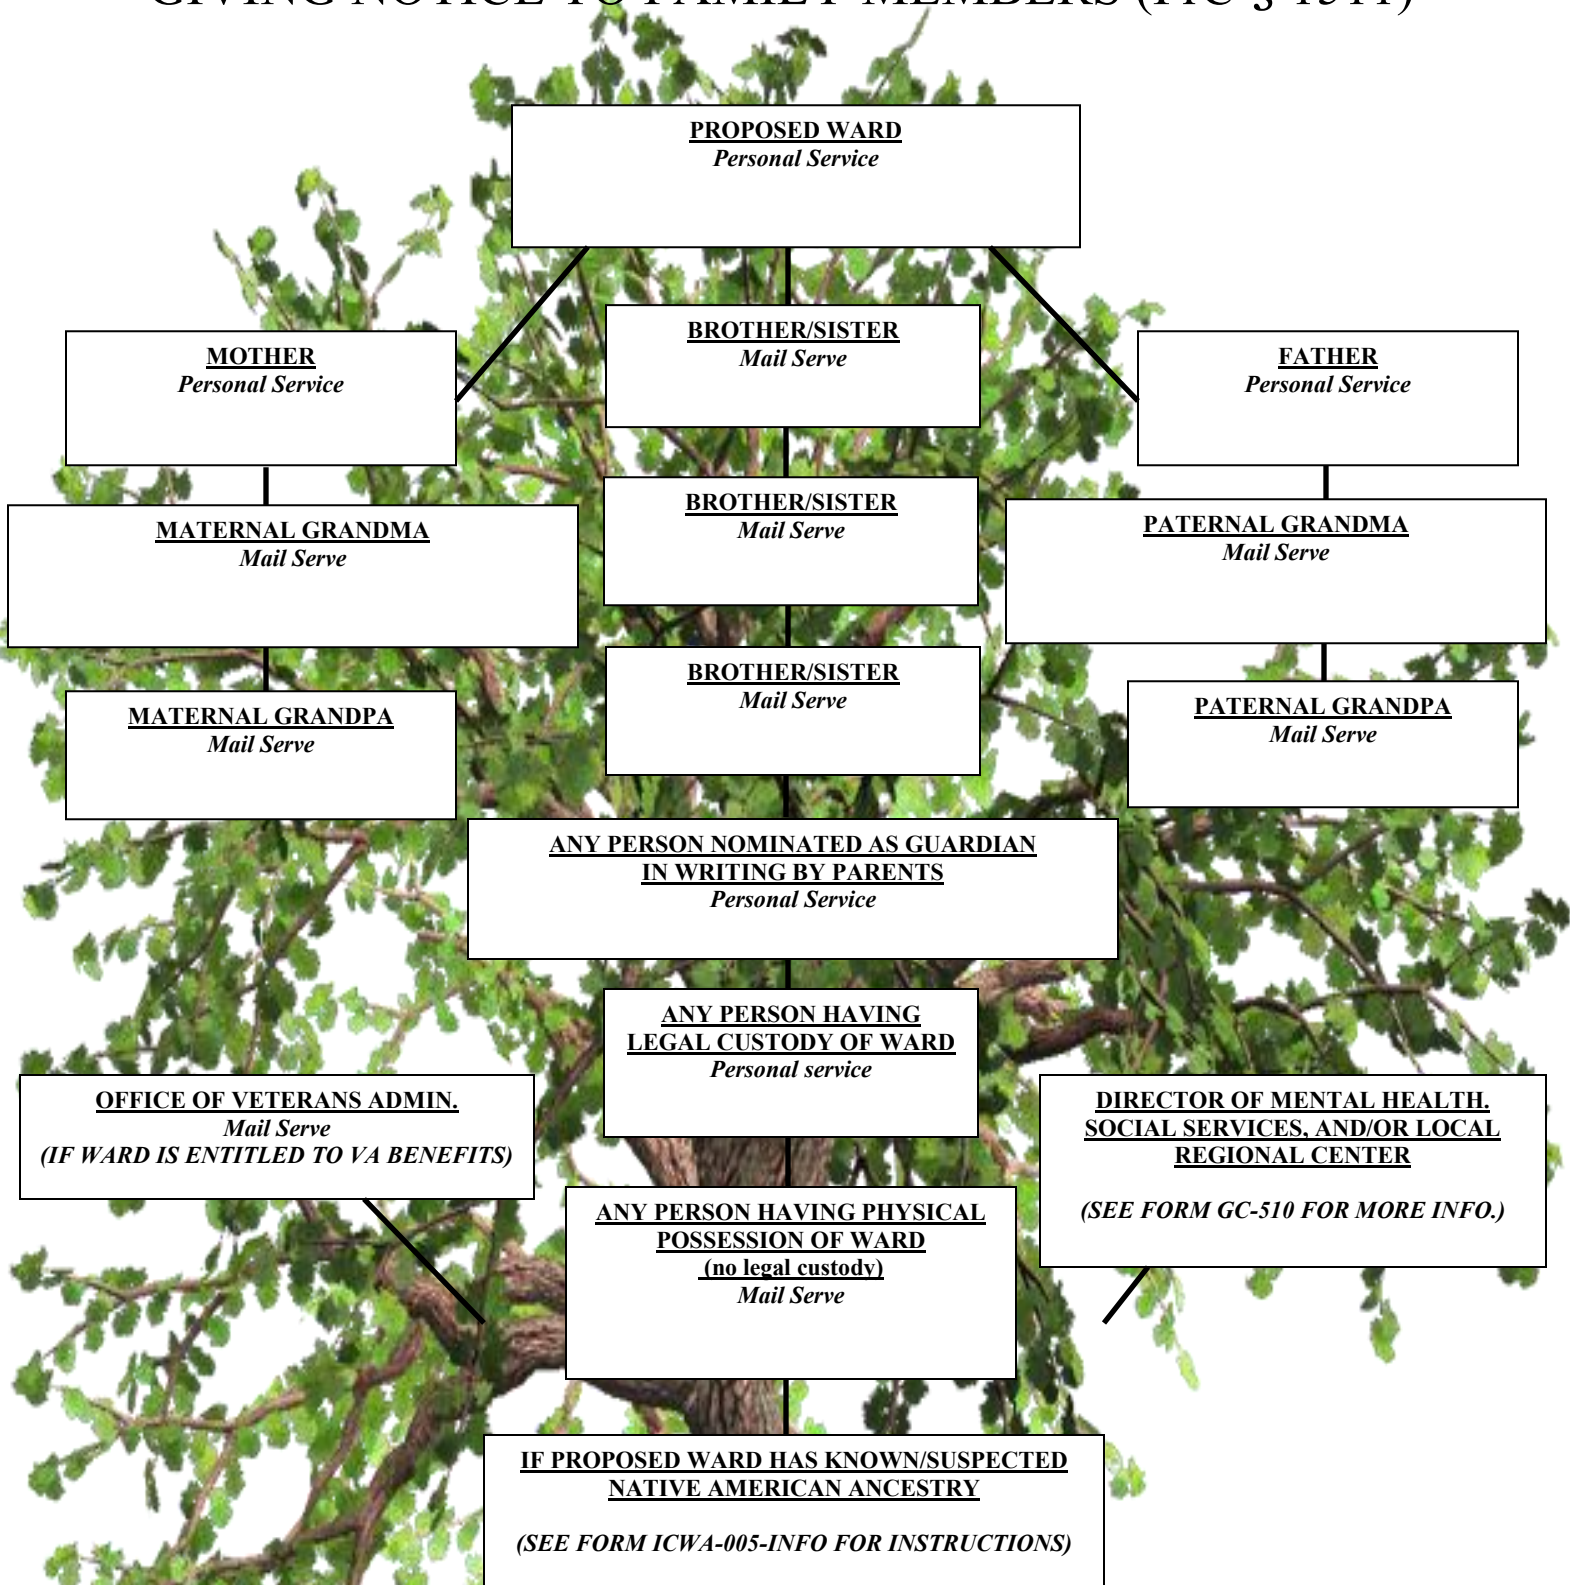 GIVING NOTICE TO FAMILY MEMBERS
PROPOSED WARD
Personal Service
BROTHER/SISTER
Mail Serve
MOTHER
Personal Service
FATHER
Personal Service
BROTHER/SISTER
Mail Serve
MATERNAL GRANDMA
Mail Serve
PATERNAL GRANDMA
Mail Serve
BROTHER/SISTER
Mail Serve
MATERNAL GRANDPA
Mail Serve
PATERNAL GRANDPA
Mail Serve
ANY PERSON NOMINATED AS GUARDIAN
IN WRITING BY PARENTS
Personal Service
ANY PERSON HAVING
LEGAL CUSTODY OF WARD
Personal service
OFFICE OF VETERANS ADMIN.
Mail Serve
(IF WARD IS ENTITLED TO VA BENEFITS)
DIRECTOR OF MENTAL HEALTH.
SOCIAL SERVICES, AND/OR LOCAL
REGIONAL CENTER
(SEE FORM GC-510 FOR MORE INFO.)
ANY PERSON HAVING PHYSICAL
POSSESSION OF WARD
(no legal custody)
Mail Serve
IF PROPOSED WARD HAS KNOWN/SUSPECTED
NATIVE AMERICAN ANCESTRY
(SEE FORM ICWA-005-INFO FOR INSTRUCTIONS)